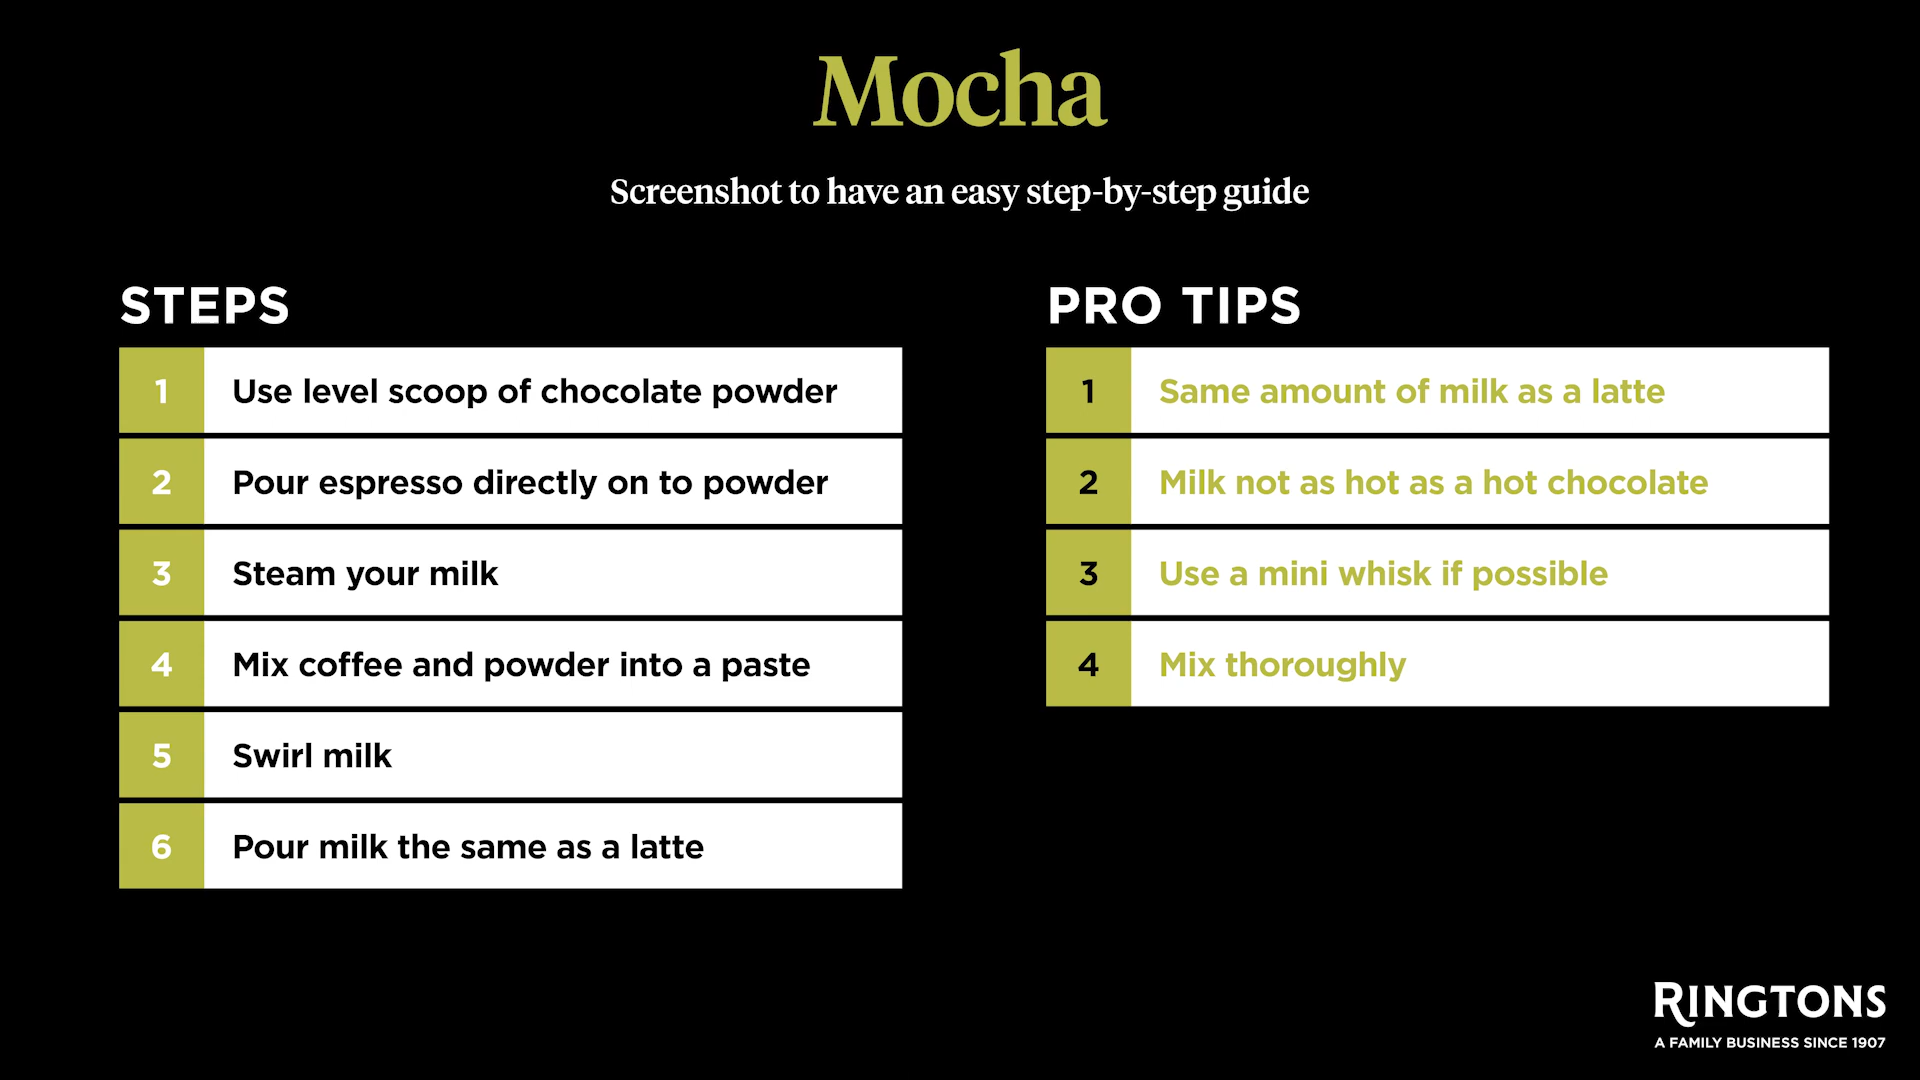 Mocha
Screenshot to have an easy step-by-step guide
STEPS
1 Use level scoop of chocolate powder
2 Pour espresso directly on to powder
3 Steam your milk
4 Mix coffee and powder into a paste
5 Swirl milk
6 Pour milk the same as a latte
PRO TIPS
1 Same amount of milk as a latte
2 Milk not as hot as a hot chocolate
3 Use a mini whisk if possible
4 Mix thoroughly
RINGTONS
A FAMILY BUSINESS SINCE 1907